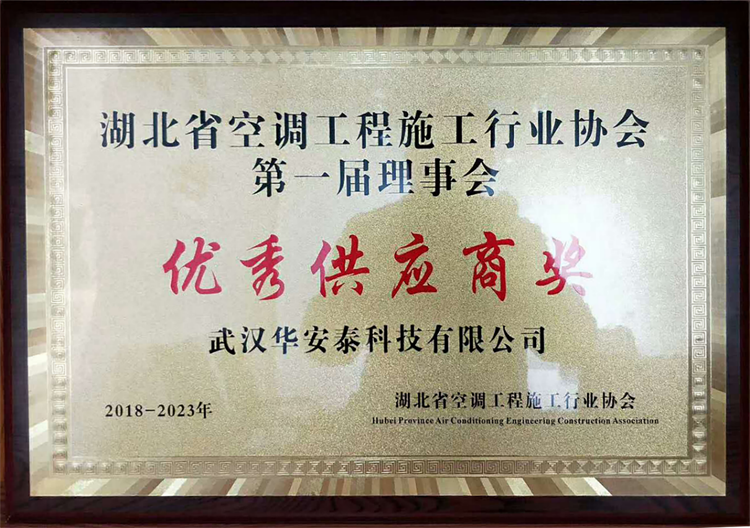 湖北省空调工程施工行业协会
第一届理事会
优秀供应商奖
武汉华安泰科技有限公司
2018-2023年
湖北省空调工程施工行业协会
Hubei Province Air Conditioning Engineering Construction Association